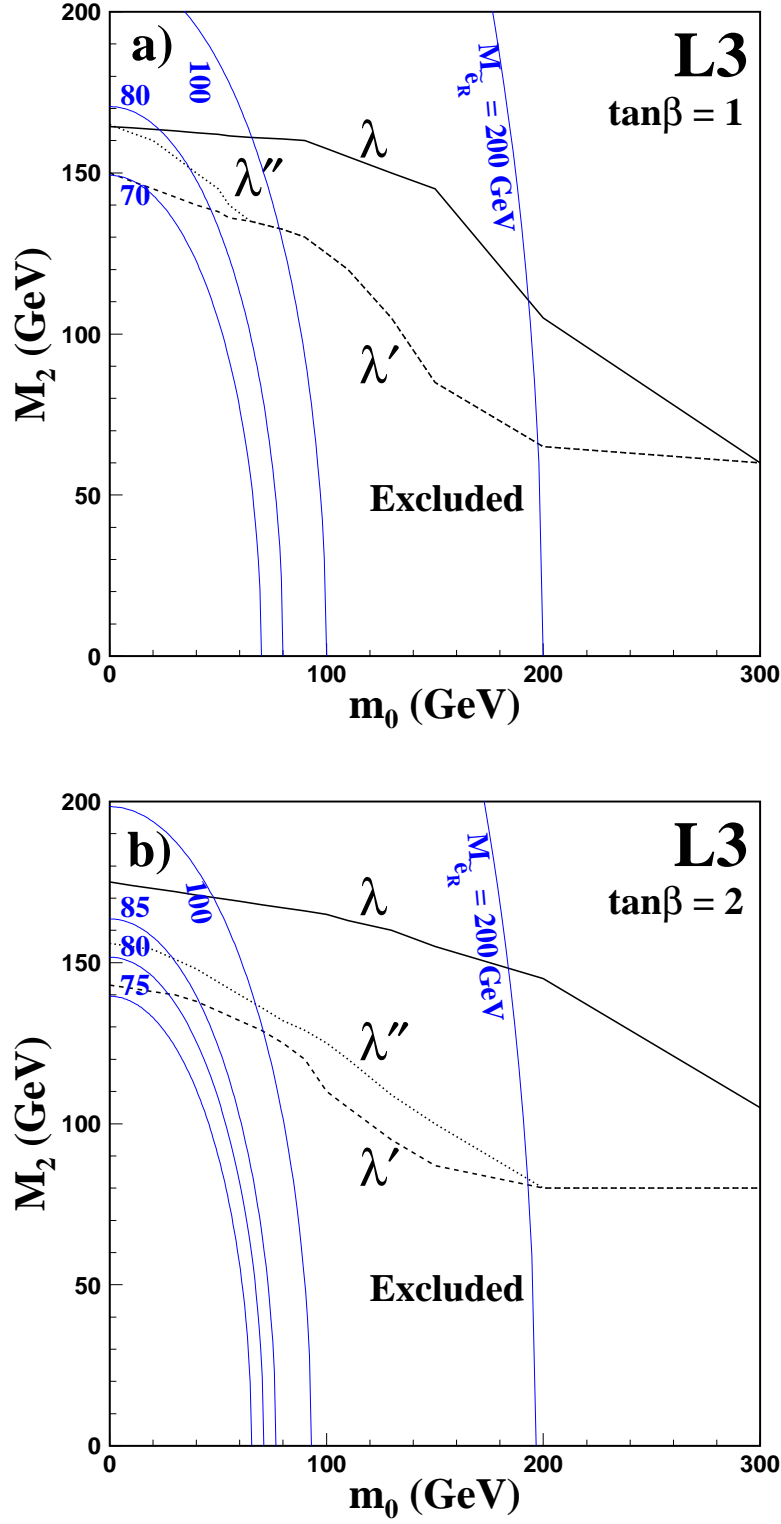 a)
L3
tanβ = 1
M_ẽ_R = 200 GeV
100
80
70
λ
λ″
λ′
Excluded
M₂ (GeV)
200
150
100
50
0
0 100 200 300
m₀ (GeV)
b)
L3
tanβ = 2
M_ẽ_R = 200 GeV
100
85
80
75
λ
λ″
λ′
Excluded
M₂ (GeV)
200
150
100
50
0
0 100 200 300
m₀ (GeV)